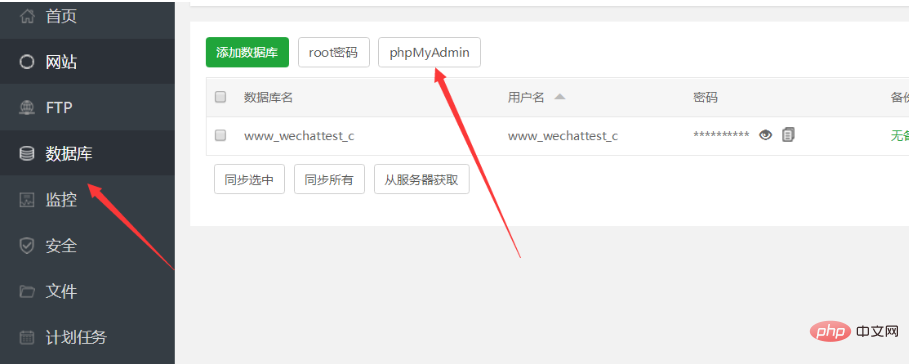 首页
网站
FTP
数据库
监控
安全
文件
计划任务
添加数据库 root密码 phpMyAdmin
数据库名 用户名 密码 备份
www_wechattest_c www_wechattest_c ********** 无备
同步选中 同步所有 从服务器获取
php 中文网